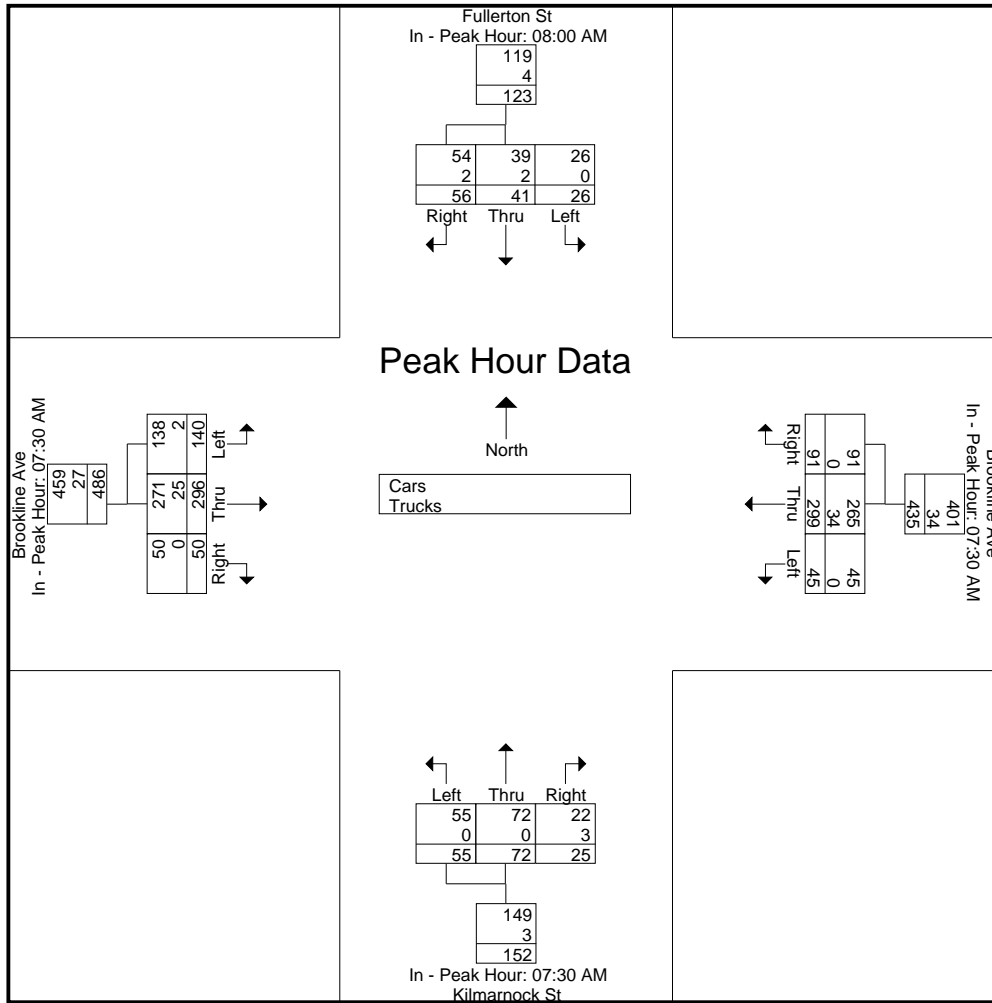 Fullerton St
In - Peak Hour: 08:00 AM
119
4
123
54 39 26
2 2 0
56 41 26
Right Thru Left
Peak Hour Data
North
Cars
Trucks
Brookline Ave
In - Peak Hour: 07:30 AM
459
27
486
138 2 140 Left
271 25 296 Thru
50 0 50 Right
Right 91 0 91
Thru 299 34 265
Left 45 0 45
401
34
435
In - Peak Hour: 07:30 AM
Brookline Ave
Left Thru Right
55 72 22
0 0 3
55 72 25
149
3
152
In - Peak Hour: 07:30 AM
Kilmarnock St